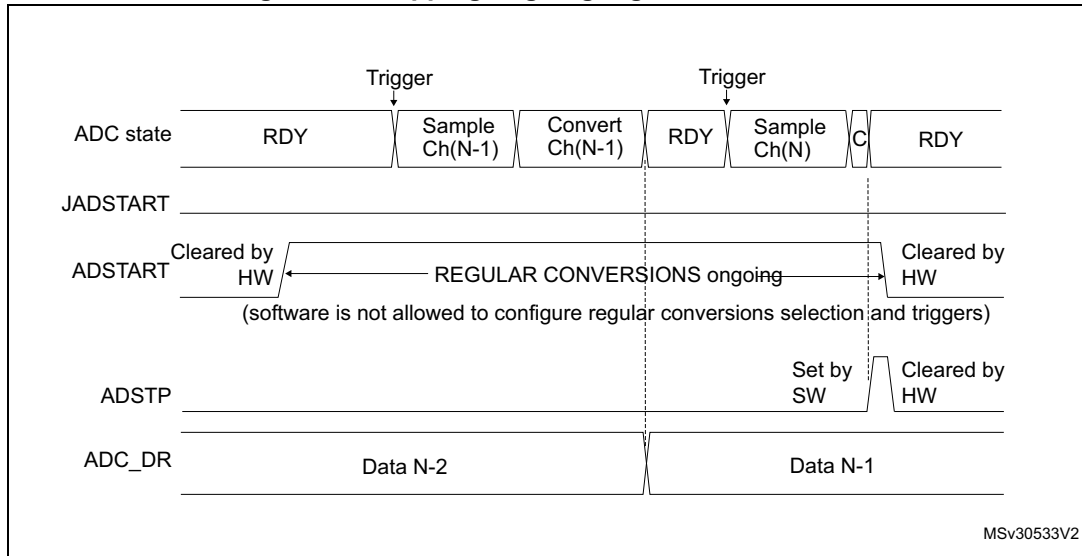 Trigger
Trigger
ADC state
RDY
Sample
Ch(N-1)
Convert
Ch(N-1)
RDY
Sample
Ch(N)
C
RDY
JADSTART
ADSTART
Cleared by
HW
REGULAR CONVERSIONS ongoing
Cleared by
HW
(software is not allowed to configure regular conversions selection and triggers)
ADSTP
Set by
SW
Cleared by
HW
ADC_DR
Data N-2
Data N-1
MSv30533V2